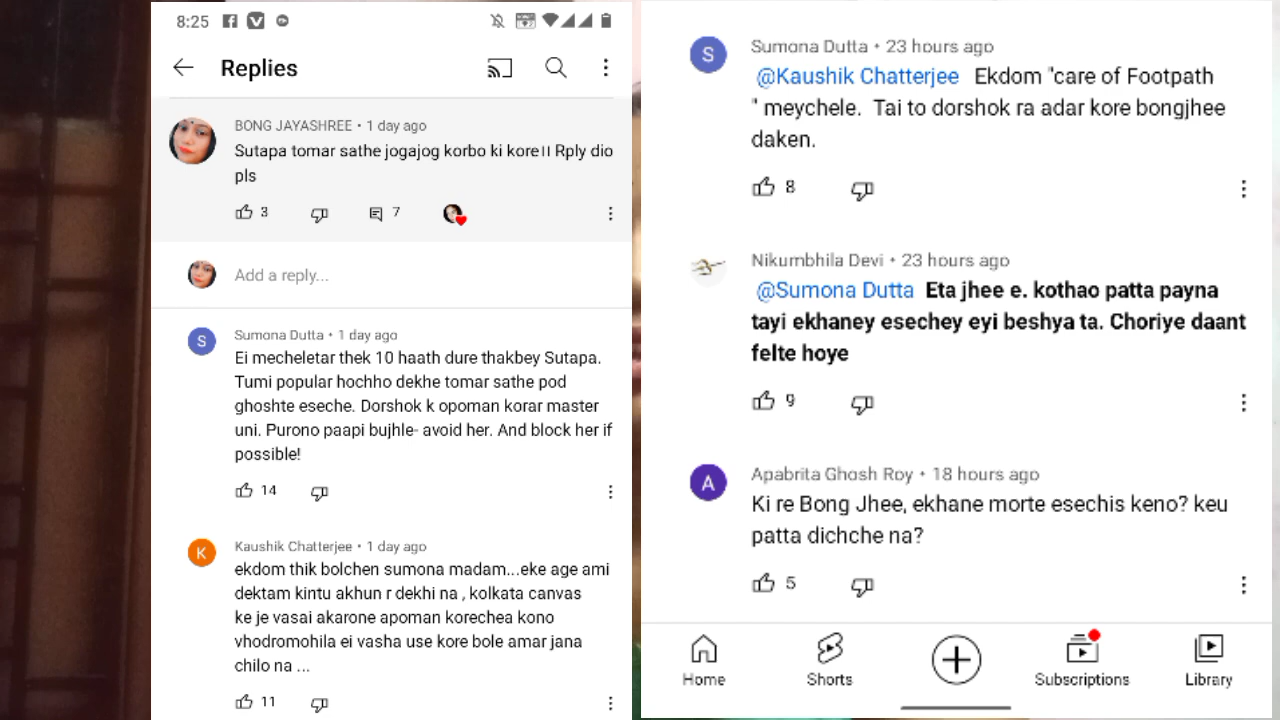 8:25
Replies
BONG JAYASHREE • 1 day ago
Sutapa tomar sathe jogajog korbo ki kore।। Rply dio
pls
3
7
Add a reply...
S
Sumona Dutta • 1 day ago
Ei mecheletar thek 10 haath dure thakbey Sutapa.
Tumi popular hochho dekhe tomar sathe pod
ghoshte eseche. Dorshok k opoman korar master
uni. Purono paapi bujhle- avoid her. And block her if
possible!
14
K
Kaushik Chatterjee • 1 day ago
ekdom thik bolchen sumona madam...eke age ami
dektam kintu akhun r dekhi na , kolkata canvas
ke je vasai akarone apoman korechea kono
vhodromohila ei vasha use kore bole amar jana
chilo na ...
11
S
Sumona Dutta • 23 hours ago
@Kaushik Chatterjee Ekdom "care of Footpath
" meychele. Tai to dorshok ra adar kore bongjhee
daken.
8
Nikumbhila Devi • 23 hours ago
@Sumona Dutta Eta jhee e. kothao patta payna
tayi ekhaney esechey eyi beshya ta. Choriye daant
felte hoye
9
A
Apabrita Ghosh Roy • 18 hours ago
Ki re Bong Jhee, ekhane morte esechis keno? keu
patta dichche na?
5
Home
Shorts
Subscriptions
Library